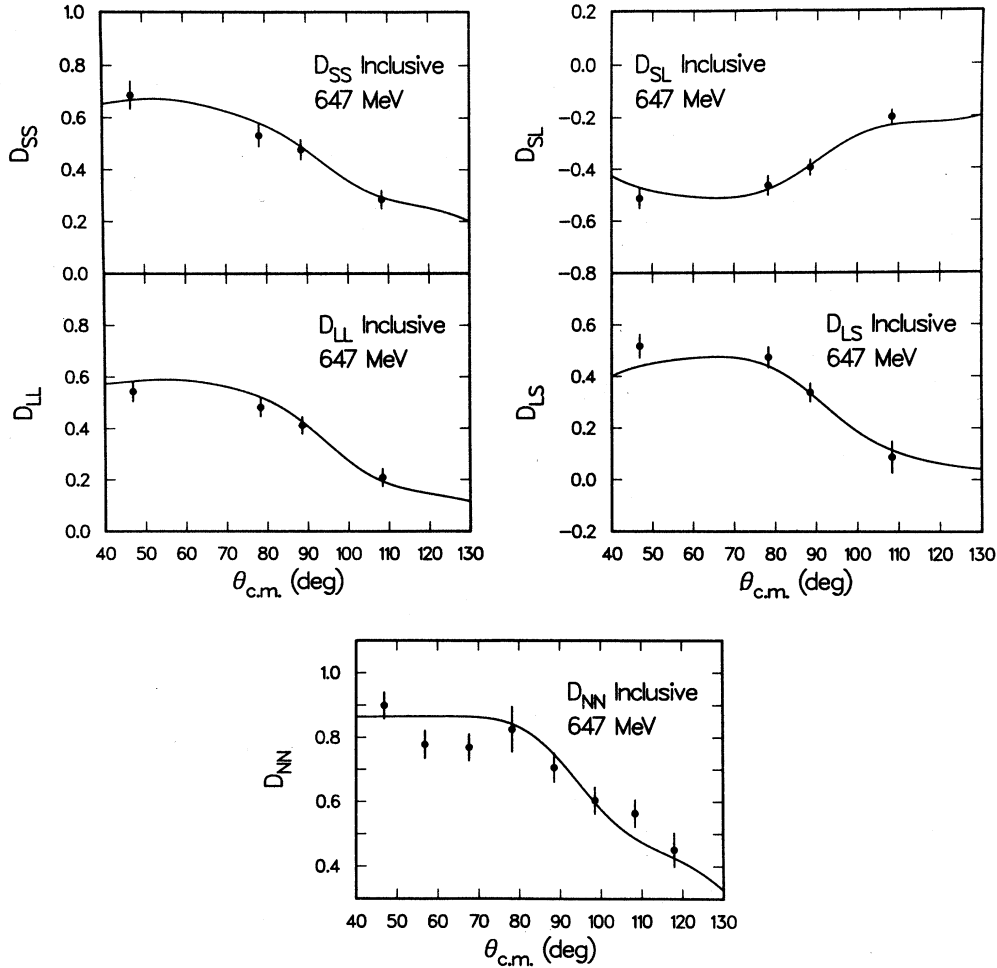 1.0
0.8
0.6
0.4
0.2
0.0
D_SS
D_SS Inclusive
647 MeV
0.2
0.0
−0.2
−0.4
−0.6
−0.8
D_SL
D_SL Inclusive
647 MeV
0.8
0.6
0.4
0.2
0.0
D_LL
D_LL Inclusive
647 MeV
40 50 60 70 80 90 100 110 120 130
θ_c.m. (deg)
0.6
0.4
0.2
0.0
−0.2
D_LS
D_LS Inclusive
647 MeV
40 50 60 70 80 90 100 110 120 130
θ_c.m. (deg)
1.0
0.8
0.6
0.4
D_NN
D_NN Inclusive
647 MeV
40 50 60 70 80 90 100 110 120 130
θ_c.m. (deg)